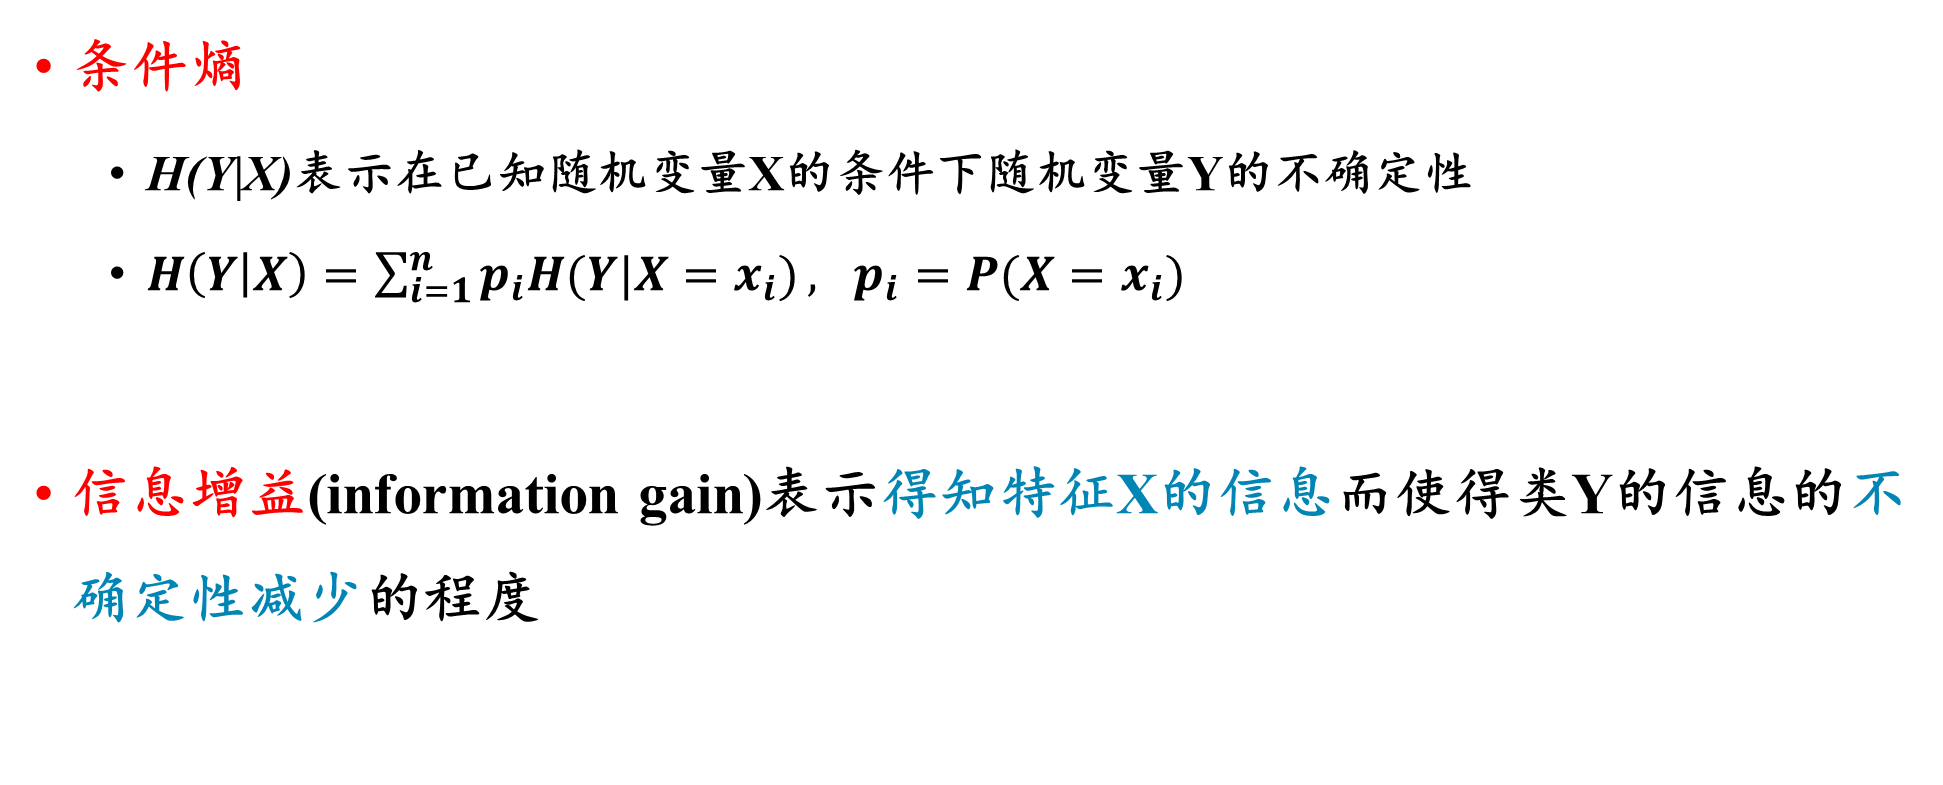 • 条件熵
• H(Y|X)表示在已知随机变量X的条件下随机变量Y的不确定性
• H(Y|X) = ∑ⁿᵢ₌₁ pᵢH(Y|X = xᵢ) , pᵢ = P(X = xᵢ)
• 信息增益(information gain)表示得知特征X的信息而使得类Y的信息的不
确定性减少的程度